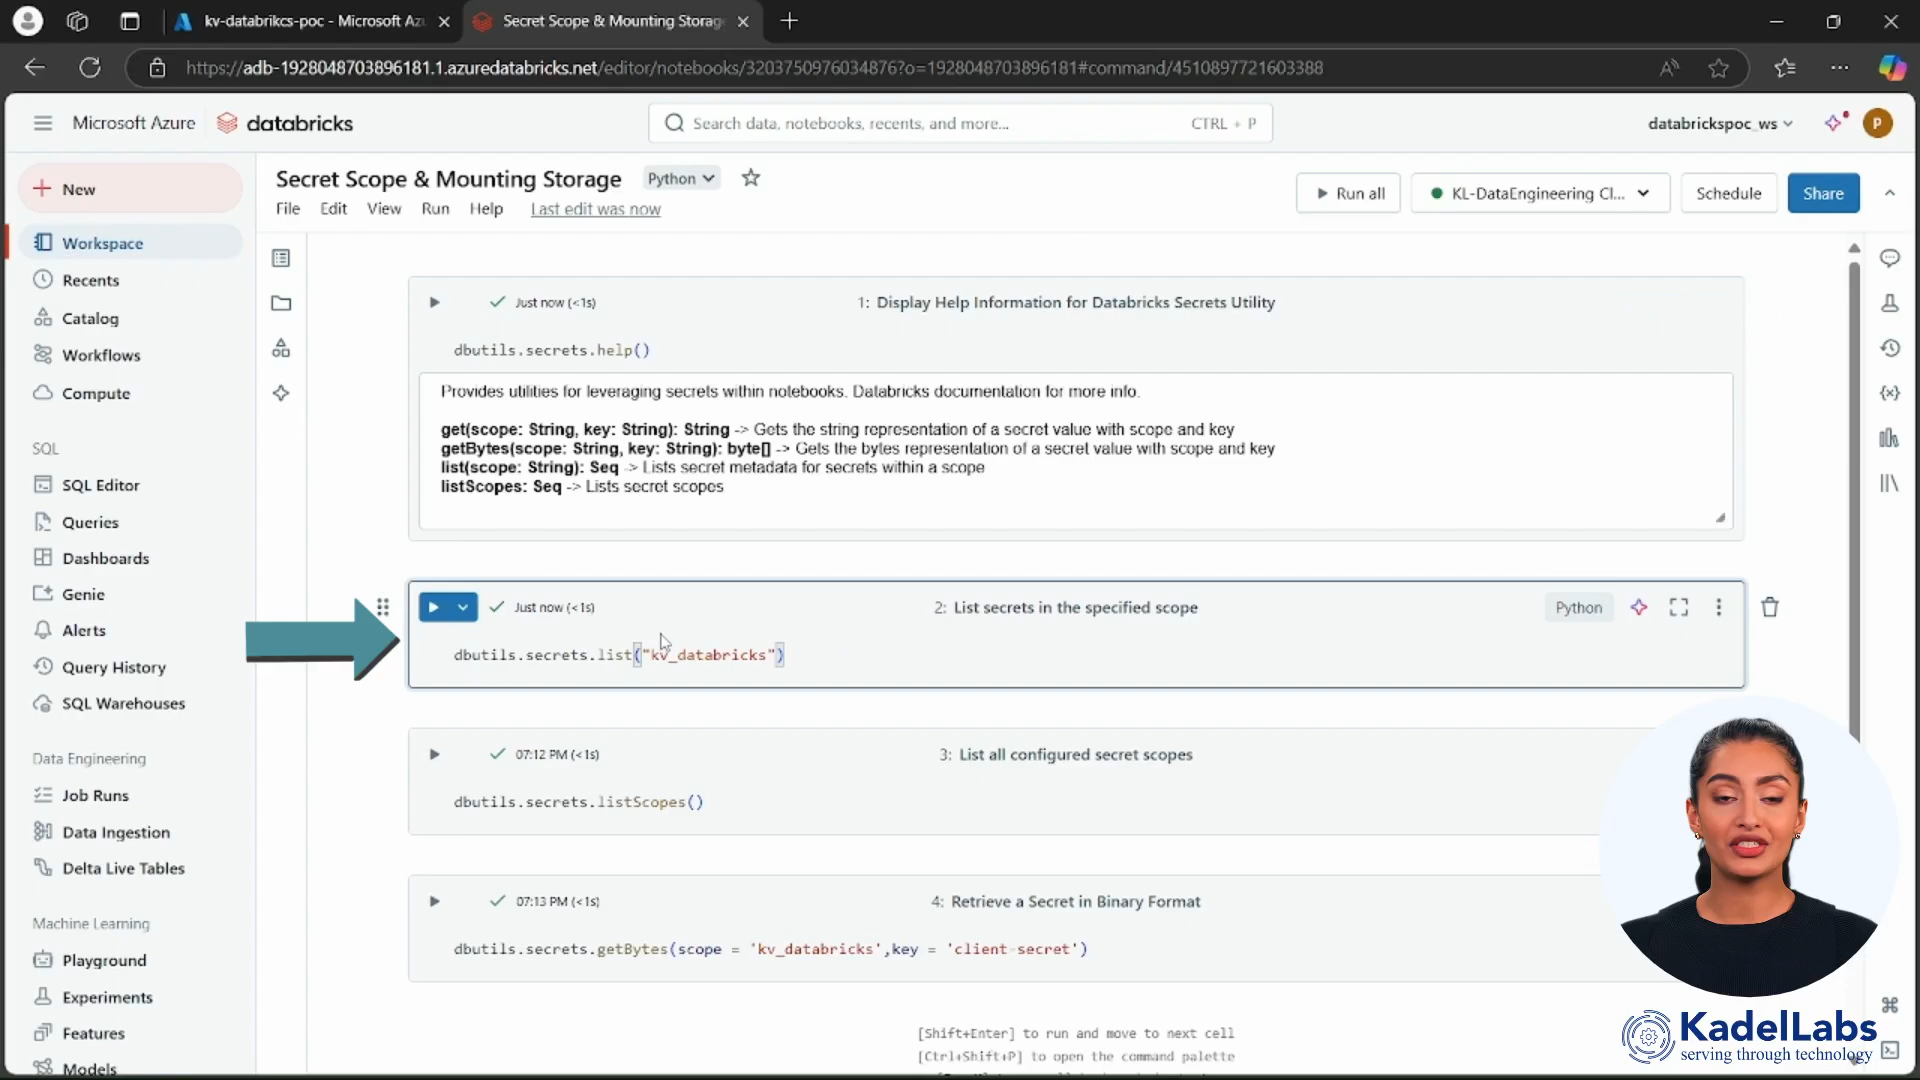 kv-databrikcs-poc - Microsoft Az
Secret Scope & Mounting Storag
https://adb-1928048703896181.1.azuredatabricks.net/editor/notebooks/3203750976034876?o=1928048703896181#command/4510897721603388
Microsoft Azure
databricks
Search data, notebooks, recents, and more...
CTRL + P
databrickspoc_ws
P
New
Secret Scope & Mounting Storage
Python
File
Edit
View
Run
Help
Last edit was now
Run all
KL-DataEngineering Cl...
Schedule
Share
Workspace
Recents
Catalog
Workflows
Compute
SQL
SQL Editor
Queries
Dashboards
Genie
Alerts
Query History
SQL Warehouses
Data Engineering
Job Runs
Data Ingestion
Delta Live Tables
Machine Learning
Playground
Experiments
Features
Models
Just now (<1s)
1: Display Help Information for Databricks Secrets Utility
dbutils.secrets.help()
Provides utilities for leveraging secrets within notebooks. Databricks documentation for more info.
get(scope: String, key: String): String -> Gets the string representation of a secret value with scope and key
getBytes(scope: String, key: String): byte[] -> Gets the bytes representation of a secret value with scope and key
list(scope: String): Seq -> Lists secret metadata for secrets within a scope
listScopes: Seq -> Lists secret scopes
Just now (<1s)
2: List secrets in the specified scope
Python
dbutils.secrets.list("kv_databricks")
07:12 PM (<1s)
3: List all configured secret scopes
dbutils.secrets.listScopes()
07:13 PM (<1s)
4: Retrieve a Secret in Binary Format
dbutils.secrets.getBytes(scope = 'kv_databricks',key = 'client-secret')
[Shift+Enter] to run and move to next cell
[Ctrl+Shift+P] to open the command palette
KadelLabs
serving through technology